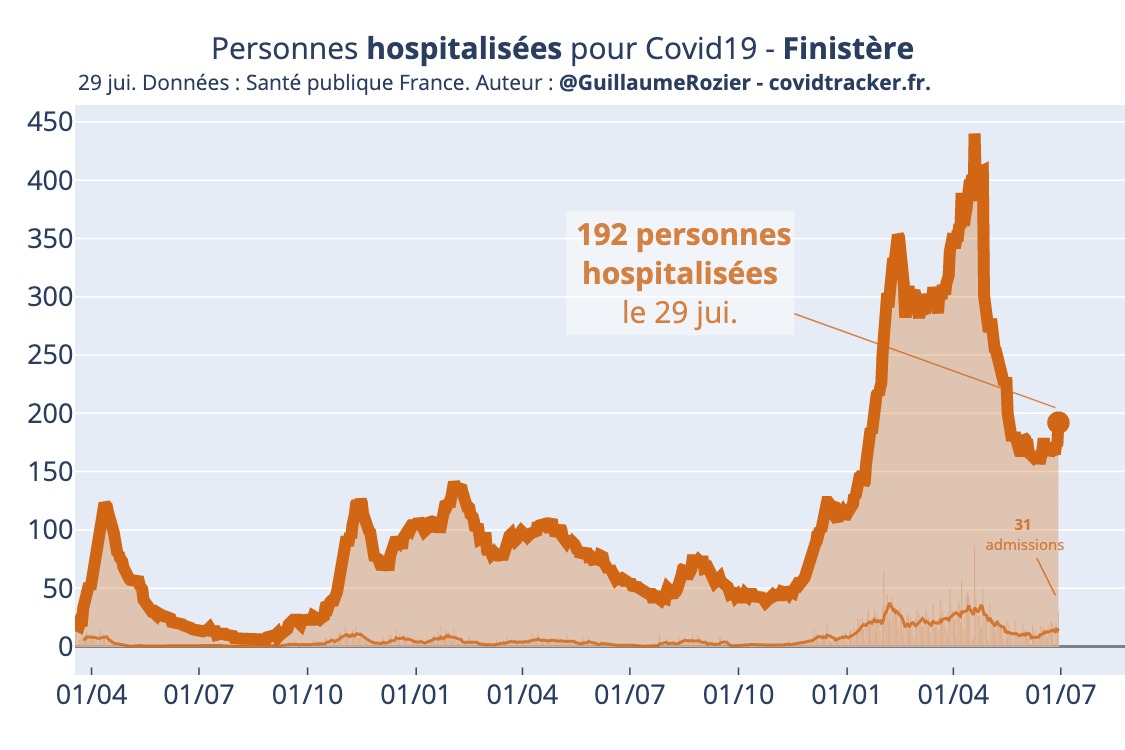 Personnes hospitalisées pour Covid19 - Finistère
29 jui. Données : Santé publique France. Auteur : @GuillaumeRozier - covidtracker.fr.
450
400
350
300
250
200
150
100
50
0
192 personnes
hospitalisées
le 29 jui.
31
admissions
01/04 01/07 01/10 01/01 01/04 01/07 01/10 01/01 01/04 01/07